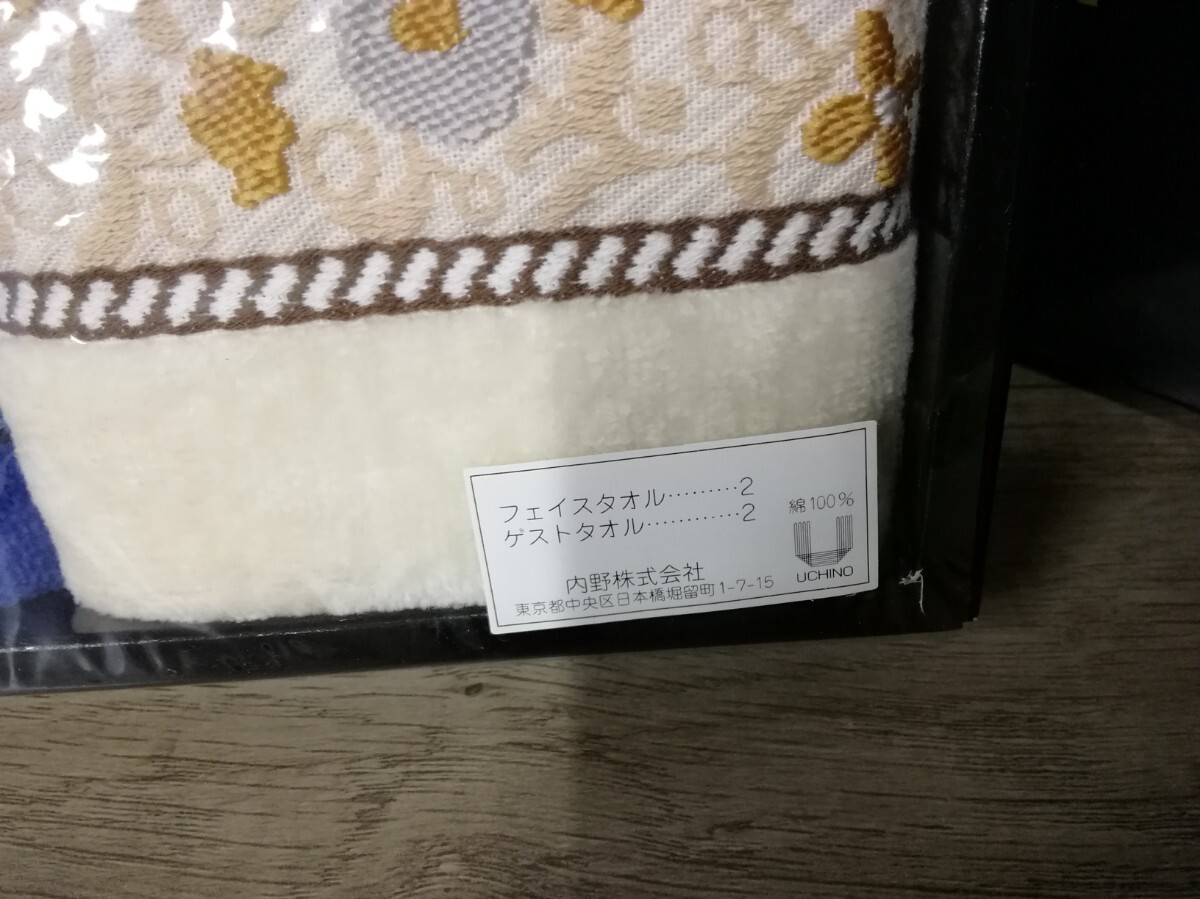 フェイスタオル………2
ゲストタオル…………2
綿100%
UCHINO
内野株式会社
東京都中央区日本橋堀留町1-7-15